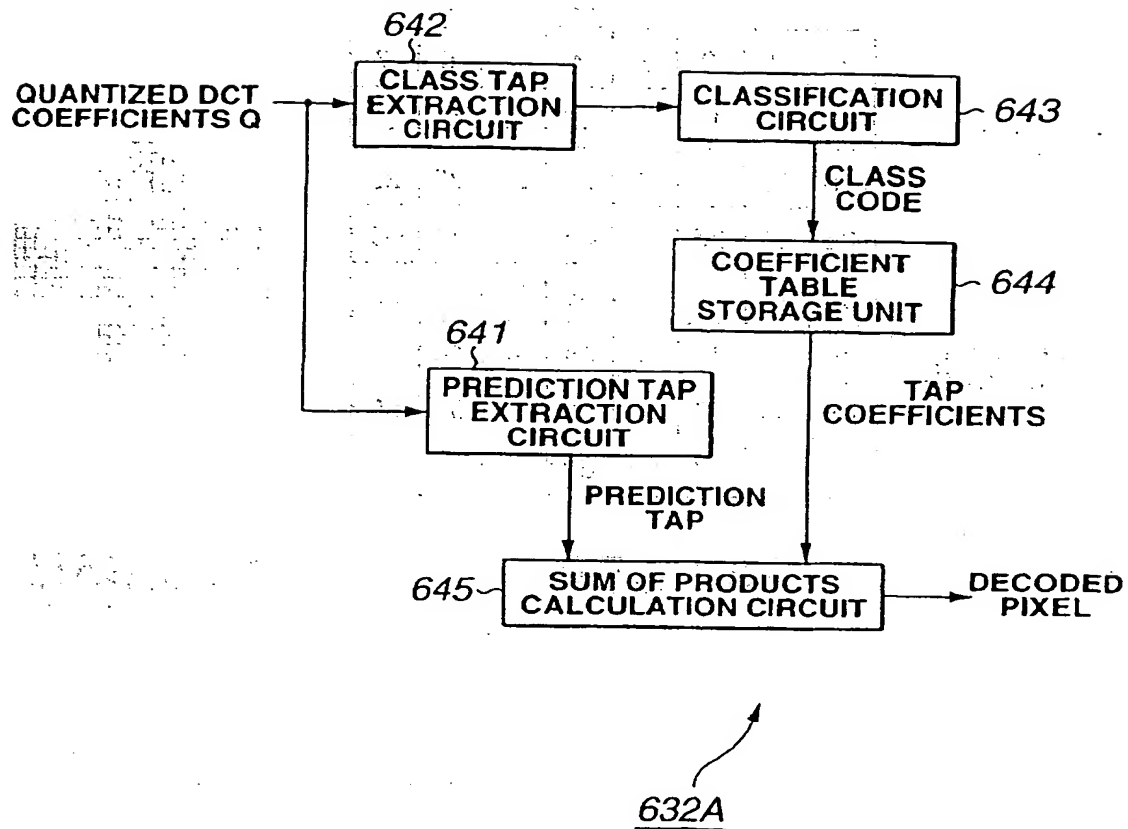 642
QUANTIZED DCT
COEFFICIENTS Q
CLASS TAP
EXTRACTION
CIRCUIT
CLASSIFICATION
CIRCUIT
643
CLASS
CODE
COEFFICIENT
TABLE
STORAGE UNIT
644
641
PREDICTION TAP
EXTRACTION
CIRCUIT
TAP
COEFFICIENTS
PREDICTION
TAP
645
SUM OF PRODUCTS
CALCULATION CIRCUIT
DECODED
PIXEL
632A